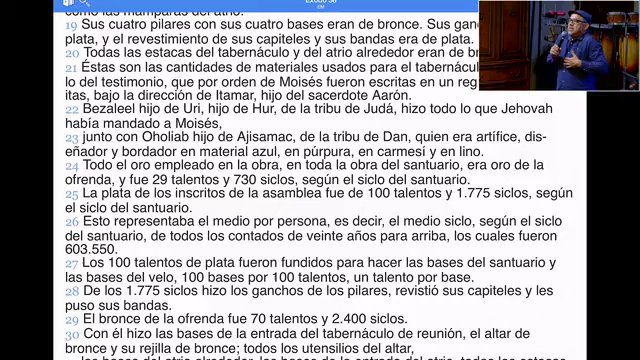 Éxodo 38
como las mamparas del atrio.
19 Sus cuatro pilares con sus cuatro bases eran de bronce. Sus
plata, y el revestimiento de sus capiteles y sus bandas era de plata.
20 Todas las estacas del tabernáculo y del atrio alrededor eran de
21 Éstas son las cantidades de materiales usados para el
lo del testimonio, que por orden de Moisés fueron escritas en un
itas, bajo la dirección de Itamar, hijo del sacerdote Aarón.
22 Bezaleel hijo de Uri, hijo de Hur, de la tribu de Judá, hizo todo lo que Jehovah
había mandado a Moisés,
23 junto con Oholiab hijo de Ajisamac, de la tribu de Dan, quien era artífice, dis-
eñador y bordador en material azul, en púrpura, en carmesí y en lino.
24 Todo el oro empleado en la obra, en toda la obra del santuario, era oro de la
ofrenda, y fue 29 talentos y 730 siclos, según el siclo del santuario.
25 La plata de los inscritos de la asamblea fue de 100 talentos y 1.775 siclos, según
el siclo del santuario.
26 Esto representaba el medio por persona, es decir, el medio siclo, según el siclo
del santuario, de todos los contados de veinte años para arriba, los cuales fueron
603.550.
27 Los 100 talentos de plata fueron fundidos para hacer las bases del santuario y
las bases del velo, 100 bases por 100 talentos, un talento por base.
28 De los 1.775 siclos hizo los ganchos de los pilares, revistió sus capiteles y les
puso sus bandas.
29 El bronce de la ofrenda fue 70 talentos y 2.400 siclos.
30 Con él hizo las bases de la entrada del tabernáculo de reunión, el altar de
bronce y su rejilla de bronce; todos los utensilios del altar,